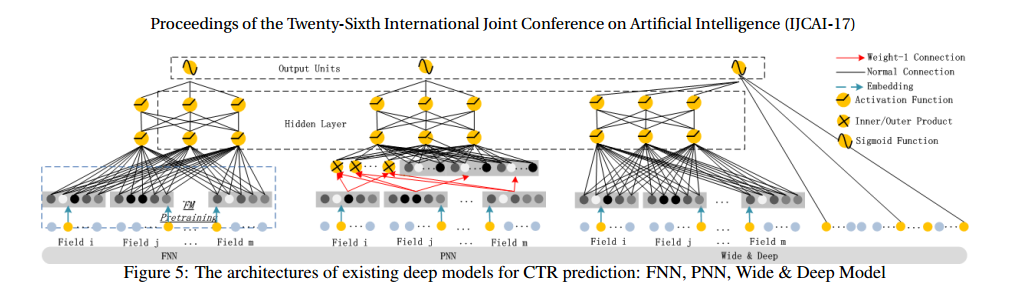 Proceedings of the Twenty-Sixth International Joint Conference on Artificial Intelligence (IJCAI-17)
Output Units
Weight-1 Connection
Normal Connection
Embedding
Activation Function
Inner/Outer Product
Sigmoid Function
Hidden Layer
FM
Pretraining
Field i Field j ... Field m
Field i Field j ... Field m
Field i Field j ... Field m
FNN PNN Wide & Deep
Figure 5: The architectures of existing deep models for CTR prediction: FNN, PNN, Wide & Deep Model